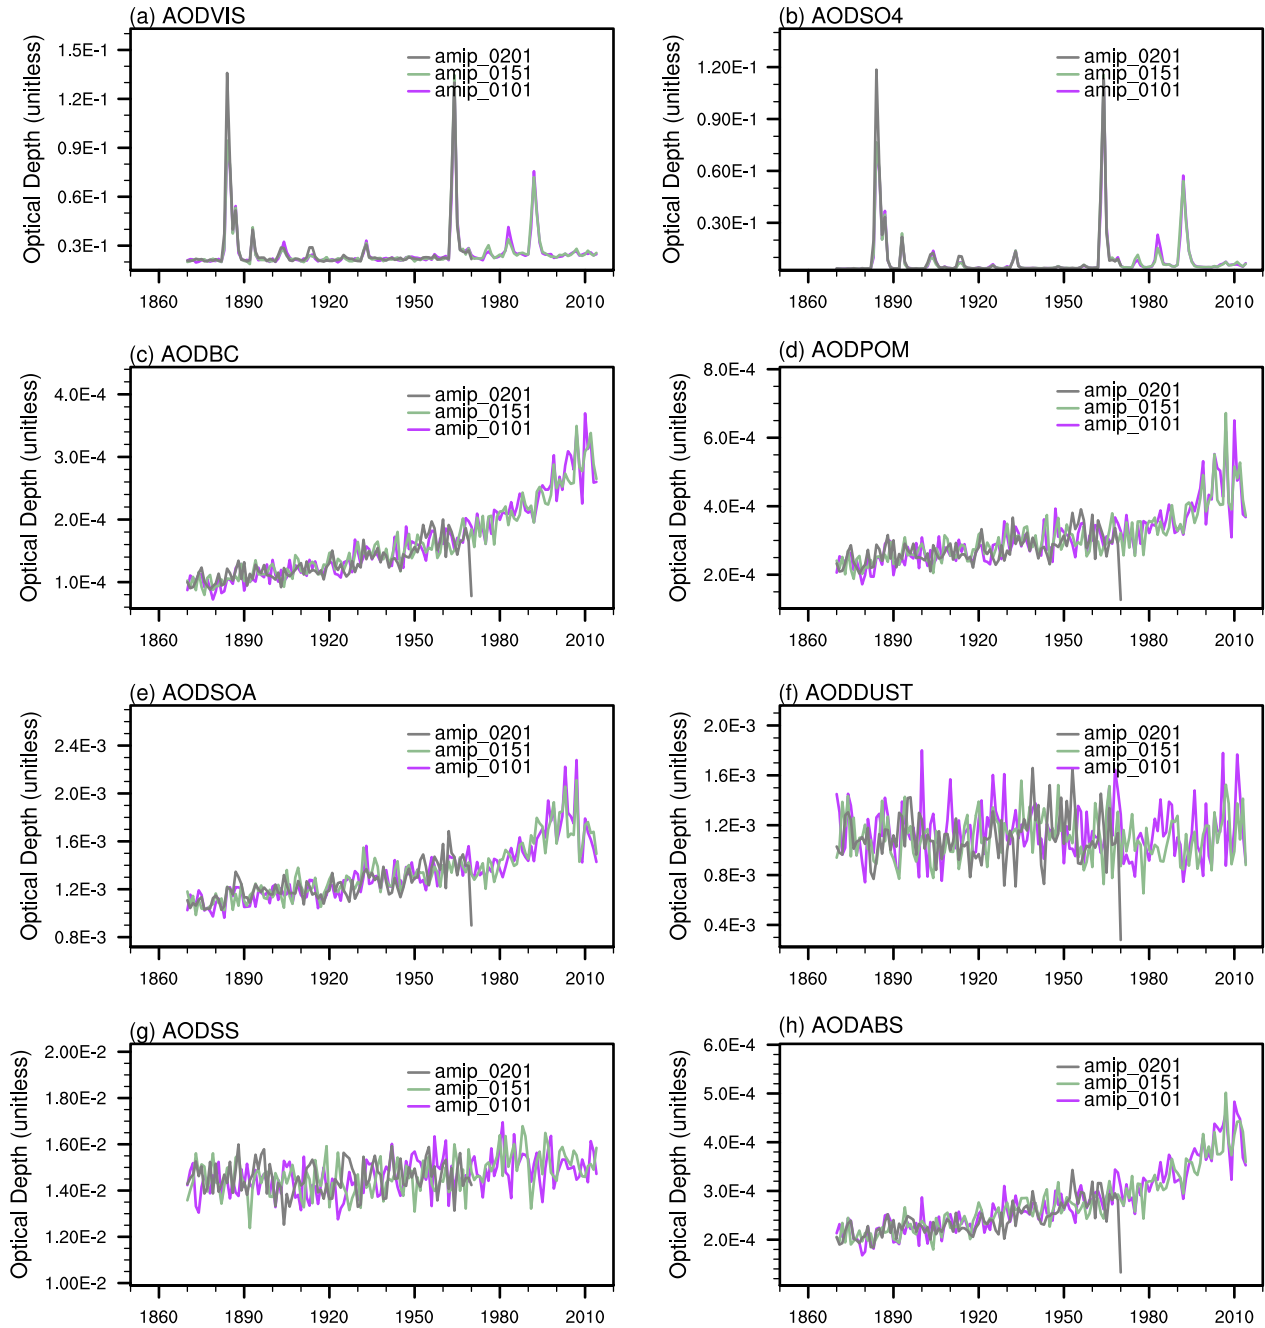 (a) AODVIS
Optical Depth (unitless)
1.5E-1
1.2E-1
0.9E-1
0.6E-1
0.3E-1
amip_0201
amip_0151
amip_0101
1860 1890 1920 1950 1980 2010
(b) AODSO4
Optical Depth (unitless)
1.20E-1
0.90E-1
0.60E-1
0.30E-1
amip_0201
amip_0151
amip_0101
1860 1890 1920 1950 1980 2010
(c) AODBC
Optical Depth (unitless)
4.0E-4
3.0E-4
2.0E-4
1.0E-4
amip_0201
amip_0151
amip_0101
1860 1890 1920 1950 1980 2010
(d) AODPOM
Optical Depth (unitless)
8.0E-4
6.0E-4
4.0E-4
2.0E-4
amip_0201
amip_0151
amip_0101
1860 1890 1920 1950 1980 2010
(e) AODSOA
Optical Depth (unitless)
2.4E-3
2.0E-3
1.6E-3
1.2E-3
0.8E-3
amip_0201
amip_0151
amip_0101
1860 1890 1920 1950 1980 2010
(f) AODDUST
Optical Depth (unitless)
2.0E-3
1.6E-3
1.2E-3
0.8E-3
0.4E-3
amip_0201
amip_0151
amip_0101
1860 1890 1920 1950 1980 2010
(g) AODSS
Optical Depth (unitless)
2.00E-2
1.80E-2
1.60E-2
1.40E-2
1.20E-2
1.00E-2
amip_0201
amip_0151
amip_0101
1860 1890 1920 1950 1980 2010
(h) AODABS
Optical Depth (unitless)
6.0E-4
5.0E-4
4.0E-4
3.0E-4
2.0E-4
amip_0201
amip_0151
amip_0101
1860 1890 1920 1950 1980 2010